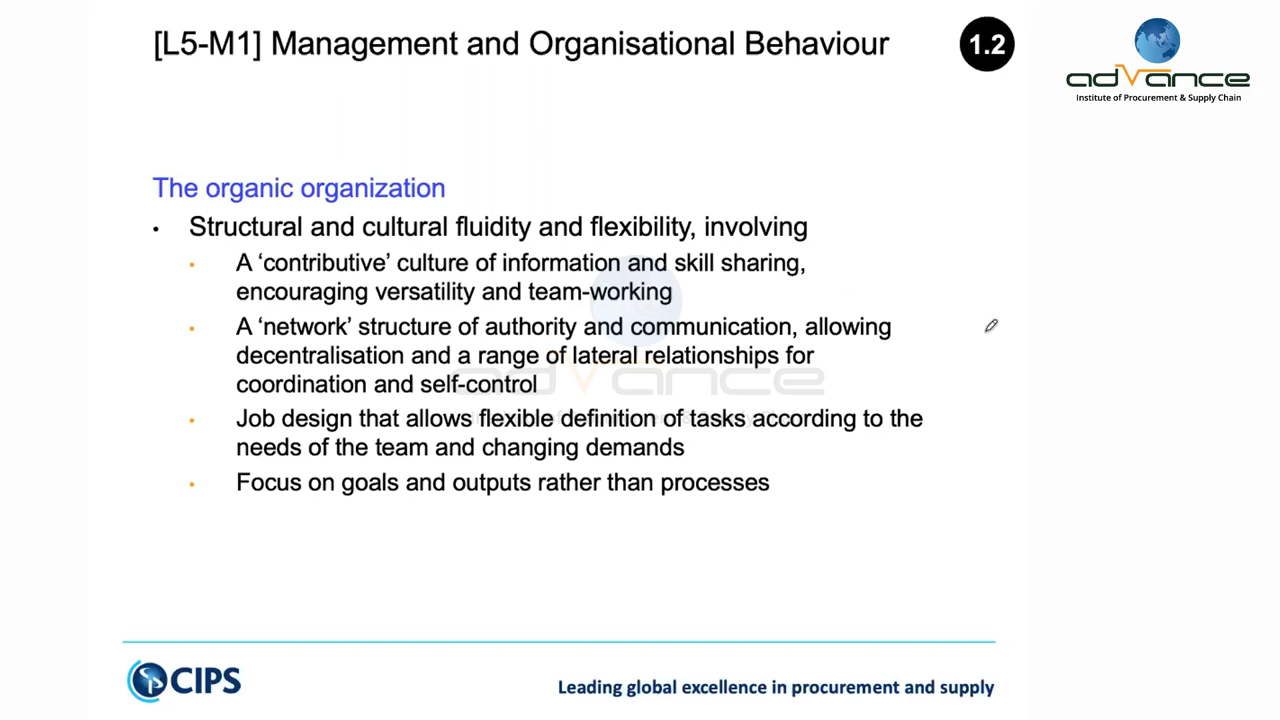 [L5-M1] Management and Organisational Behaviour
1.2
advance
Institute of Procurement & Supply Chain
The organic organization
• Structural and cultural fluidity and flexibility, involving
• A ‘contributive’ culture of information and skill sharing,
encouraging versatility and team-working
• A ‘network’ structure of authority and communication, allowing
decentralisation and a range of lateral relationships for
coordination and self-control
• Job design that allows flexible definition of tasks according to the
needs of the team and changing demands
• Focus on goals and outputs rather than processes
advance
CIPS
Leading global excellence in procurement and supply